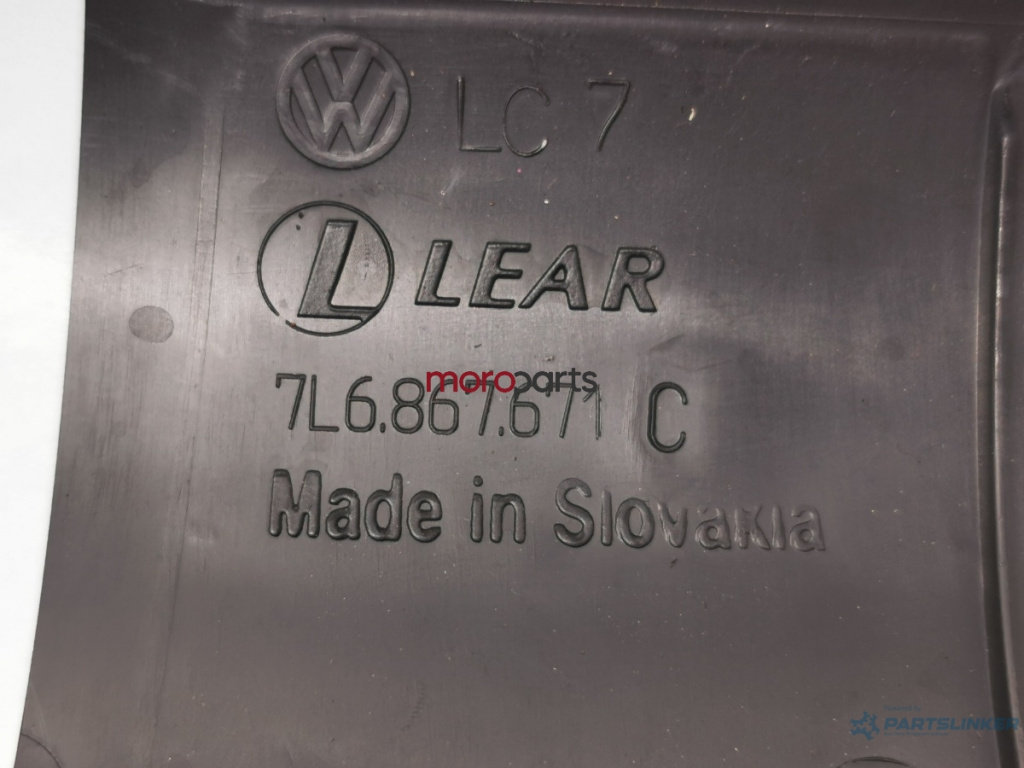 LC 7
L LEAR
moroparts
7L6.867.671 C
Made in Slovakia
PARTSLINKER